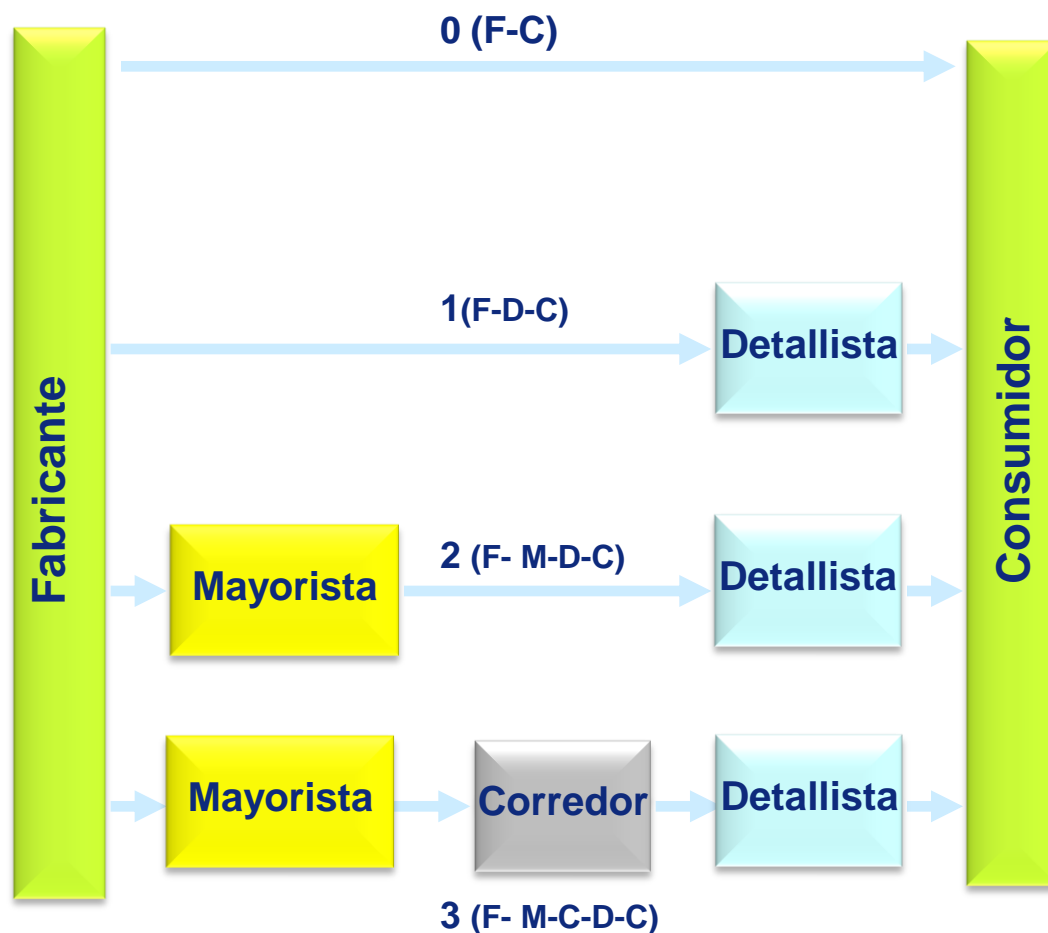 0 (F-C)
Fabricante
1(F-D-C)
Detallista
Consumidor
2 (F- M-D-C)
Mayorista
Detallista
Mayorista
Corredor
Detallista
3 (F- M-C-D-C)